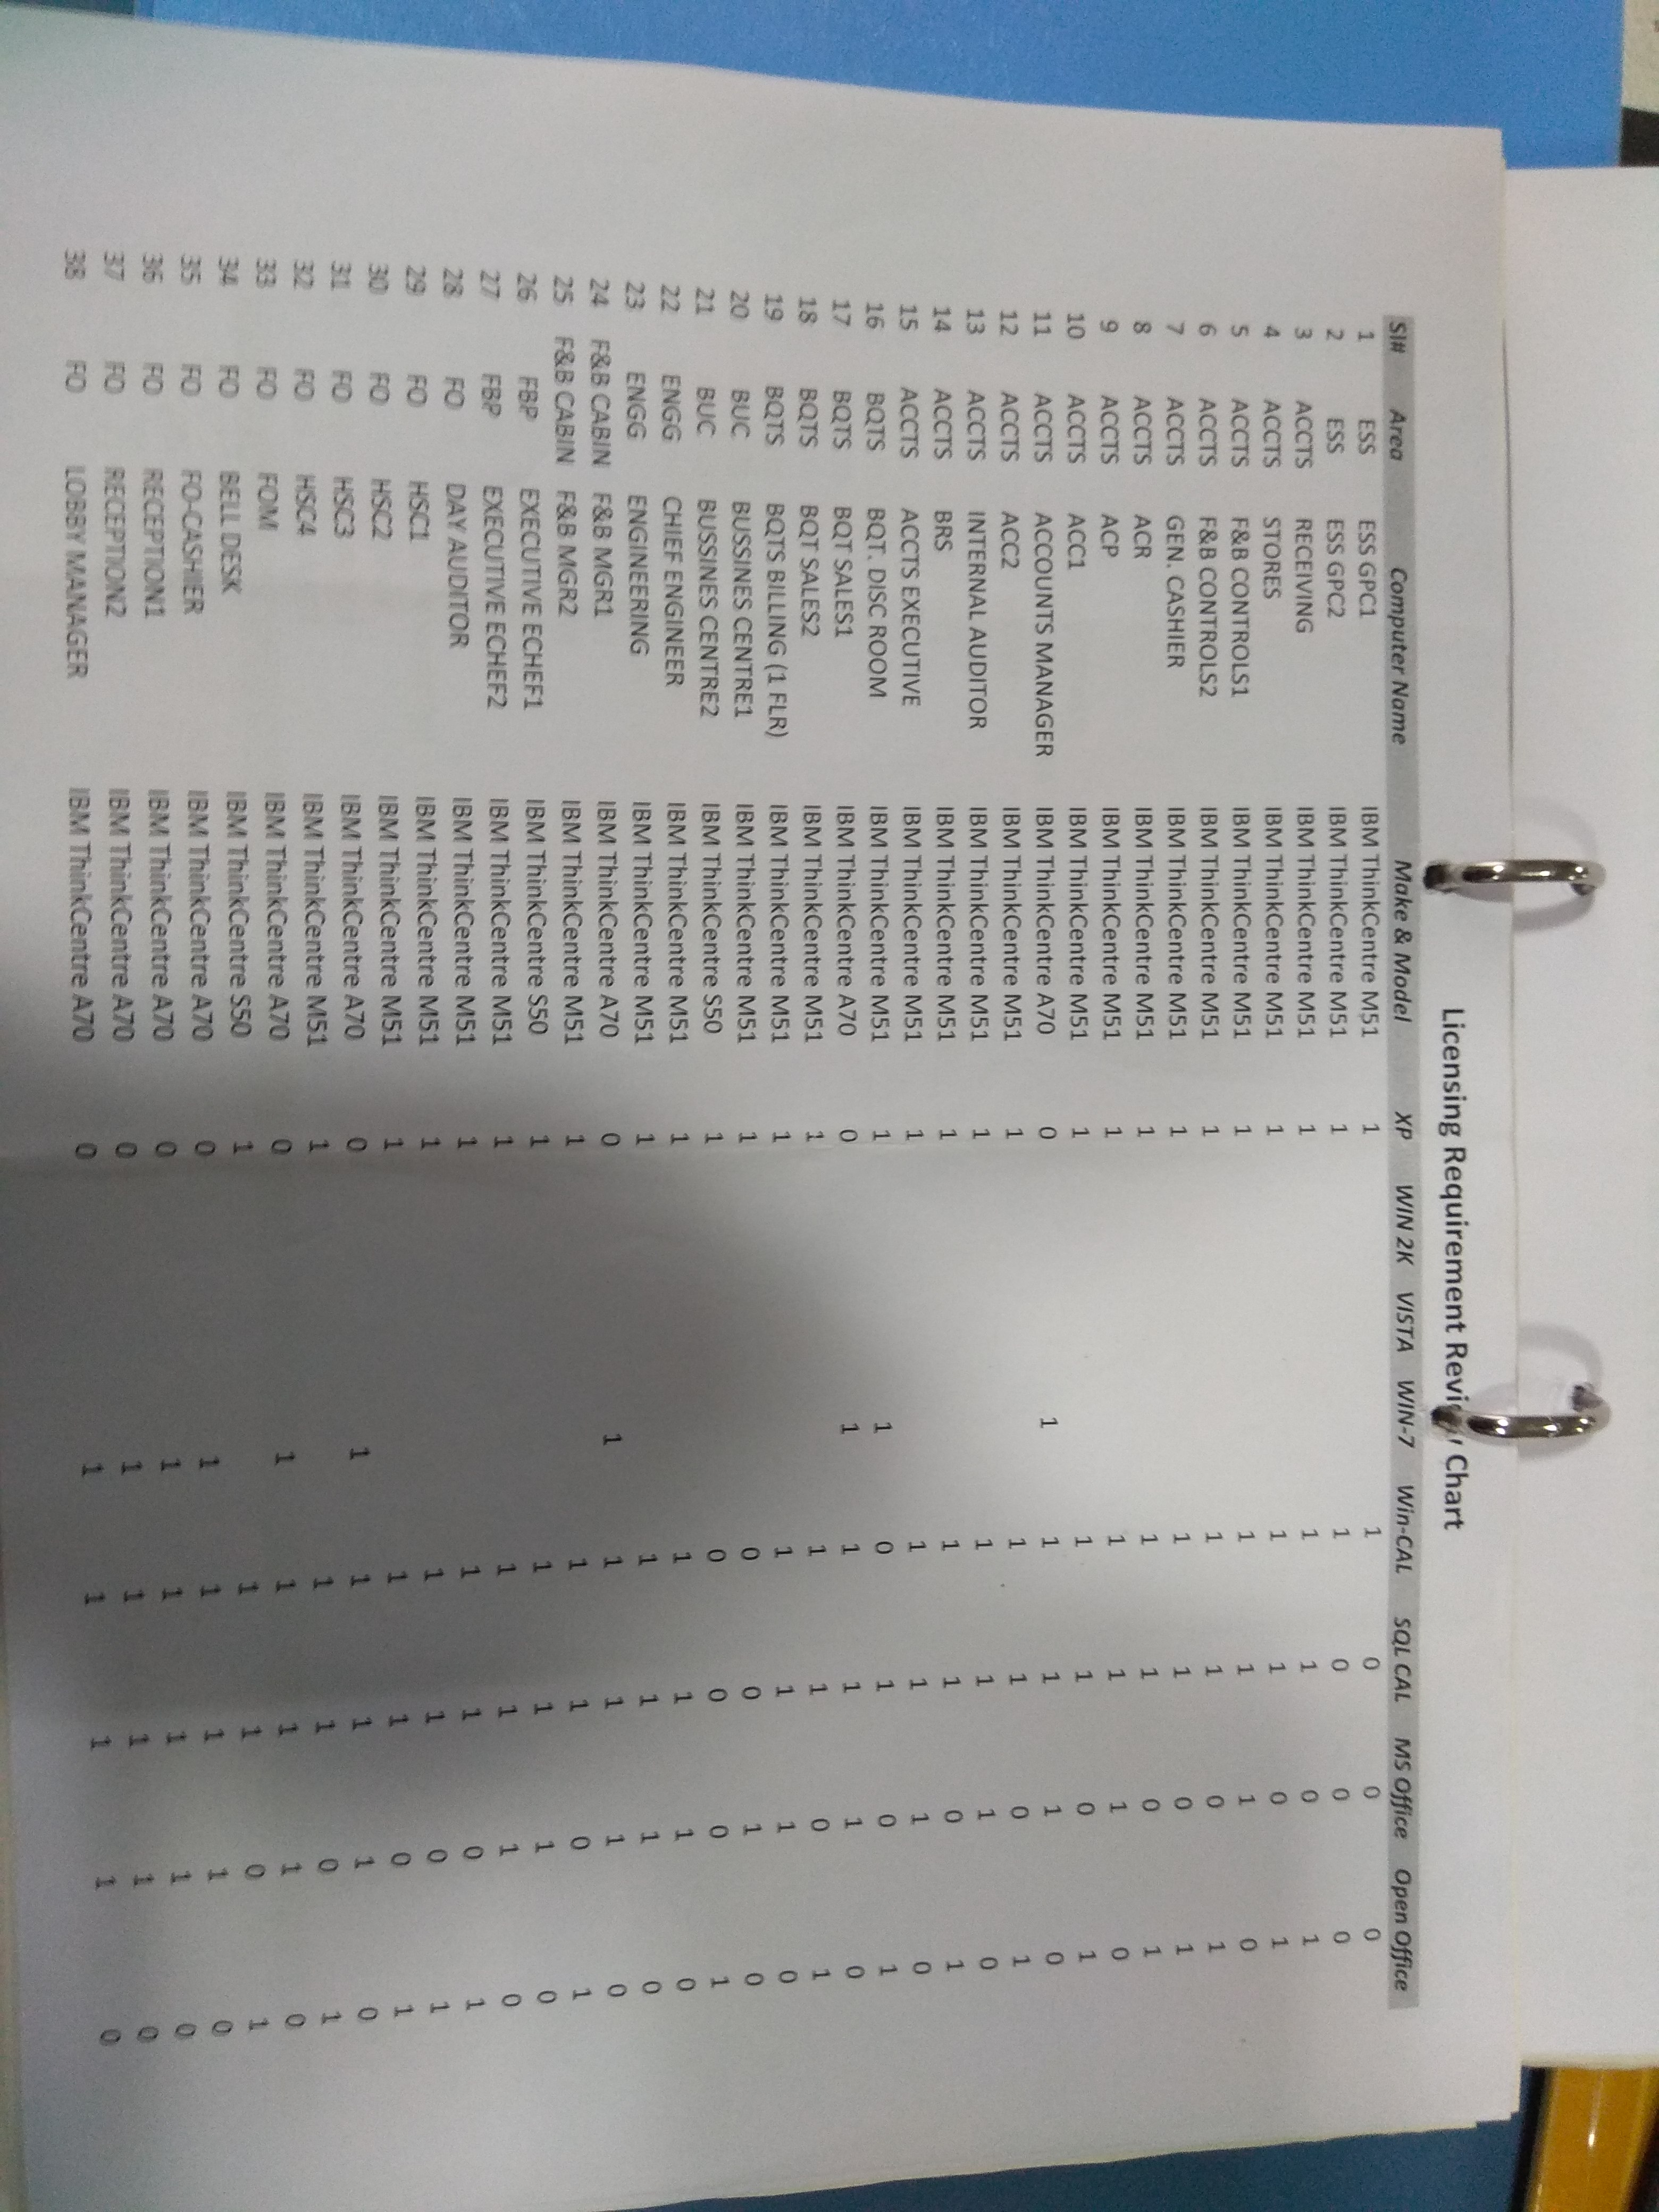 Licensing Requirement Review Chart
Sl# Area Computer Name Make & Model XP WIN 2K VISTA WIN-7 Win-CAL SQL CAL MS Office Open Office
1 ESS ESS GPC1 IBM ThinkCentre M51 1 1 0 0 0
2 ESS ESS GPC2 IBM ThinkCentre M51 1 1 0 0 0
3 ACCTS RECEIVING IBM ThinkCentre M51 1 1 1 0 1
4 ACCTS STORES IBM ThinkCentre M51 1 1 1 0 1
5 ACCTS F&B CONTROLS1 IBM ThinkCentre M51 1 1 1 1 0
6 ACCTS F&B CONTROLS2 IBM ThinkCentre M51 1 1 1 0 1
7 ACCTS GEN. CASHIER IBM ThinkCentre M51 1 1 1 0 1
8 ACCTS ACR IBM ThinkCentre M51 1 1 1 0 1
9 ACCTS ACP IBM ThinkCentre M51 1 1 1 1 0
10 ACCTS ACC1 IBM ThinkCentre M51 1 1 1 0 1
11 ACCTS ACCOUNTS MANAGER IBM ThinkCentre A70 0 1 1 1 1 0
12 ACCTS ACC2 IBM ThinkCentre M51 1 1 1 0 1
13 ACCTS INTERNAL AUDITOR IBM ThinkCentre M51 1 1 1 1 0
14 ACCTS BRS IBM ThinkCentre M51 1 1 1 0 1
15 ACCTS ACCTS EXECUTIVE IBM ThinkCentre M51 1 1 1 1 0
16 BQTS BQT. DISC ROOM IBM ThinkCentre M51 1 1 0 1 0 1
17 BQTS BQT SALES1 IBM ThinkCentre A70 0 1 1 1 1 0
18 BQTS BQT SALES2 IBM ThinkCentre M51 1 1 1 0 1
19 BQTS BQTS BILLING (1 FLR) IBM ThinkCentre M51 1 1 1 1 0
20 BUC BUSSINES CENTRE1 IBM ThinkCentre M51 1 0 0 1 0
21 BUC BUSSINES CENTRE2 IBM ThinkCentre S50 1 0 0 0 1
22 ENGG CHIEF ENGINEER IBM ThinkCentre M51 1 1 1 1 0
23 ENGG ENGINEERING IBM ThinkCentre M51 1 1 1 1 0
24 F&B CABIN F&B MGR1 IBM ThinkCentre A70 0 1 1 1 1 0
25 F&B CABIN F&B MGR2 IBM ThinkCentre M51 1 1 1 0 1
26 FBP EXECUTIVE ECHEF1 IBM ThinkCentre S50 1 1 1 1 0
27 FBP EXECUTIVE ECHEF2 IBM ThinkCentre M51 1 1 1 1 0
28 FO DAY AUDITOR IBM ThinkCentre M51 1 1 1 0 1
29 FO HSC1 IBM ThinkCentre M51 1 1 1 0 1
30 FO HSC2 IBM ThinkCentre M51 1 1 1 0 1
31 FO HSC3 IBM ThinkCentre A70 0 1 1 1 1 0
32 FO HSC4 IBM ThinkCentre M51 1 1 1 0 1
33 FO FOM IBM ThinkCentre A70 0 1 1 1 1 0
34 FO BELL DESK IBM ThinkCentre S50 1 1 1 0 1
35 FO FO-CASHIER IBM ThinkCentre A70 0 1 1 1 1 0
36 FO RECEPTION1 IBM ThinkCentre A70 0 1 1 1 1 0
37 FO RECEPTION2 IBM ThinkCentre A70 0 1 1 1 1 0
38 FO LOBBY MANAGER IBM ThinkCentre A70 0 1 1 1 1 0